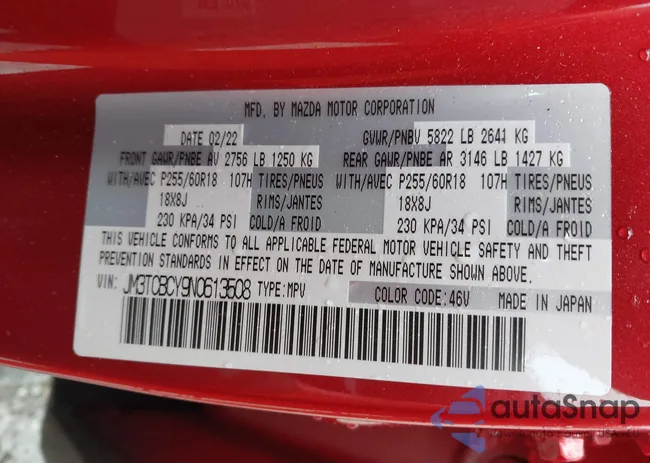 MFD. BY MAZDA MOTOR CORPORATION
DATE 02/22 GVWR/PNBV 5822 LB 2641 KG
FRONT GAWR/PNBE AV 2756 LB 1250 KG REAR GAWR/PNBE AR 3146 LB 1427 KG
WITH/AVEC P255/60R18 107H TIRES/PNEUS WITH/AVEC P255/60R18 107H TIRES/PNEUS
18X8J RIMS/JANTES 18X8J RIMS/JANTES
230 KPA/34 PSI COLD/A FROID 230 KPA/34 PSI COLD/A FROID
THIS VEHICLE CONFORMS TO ALL APPLICABLE FEDERAL MOTOR VEHICLE SAFETY AND THEFT
PREVENTION STANDARDS IN EFFECT ON THE DATE OF MANUFACTURE SHOWN ABOVE.
VIN: JM3TCBCY9N0613508 TYPE: MPV COLOR CODE: 46V MADE IN JAPAN
autoSnap